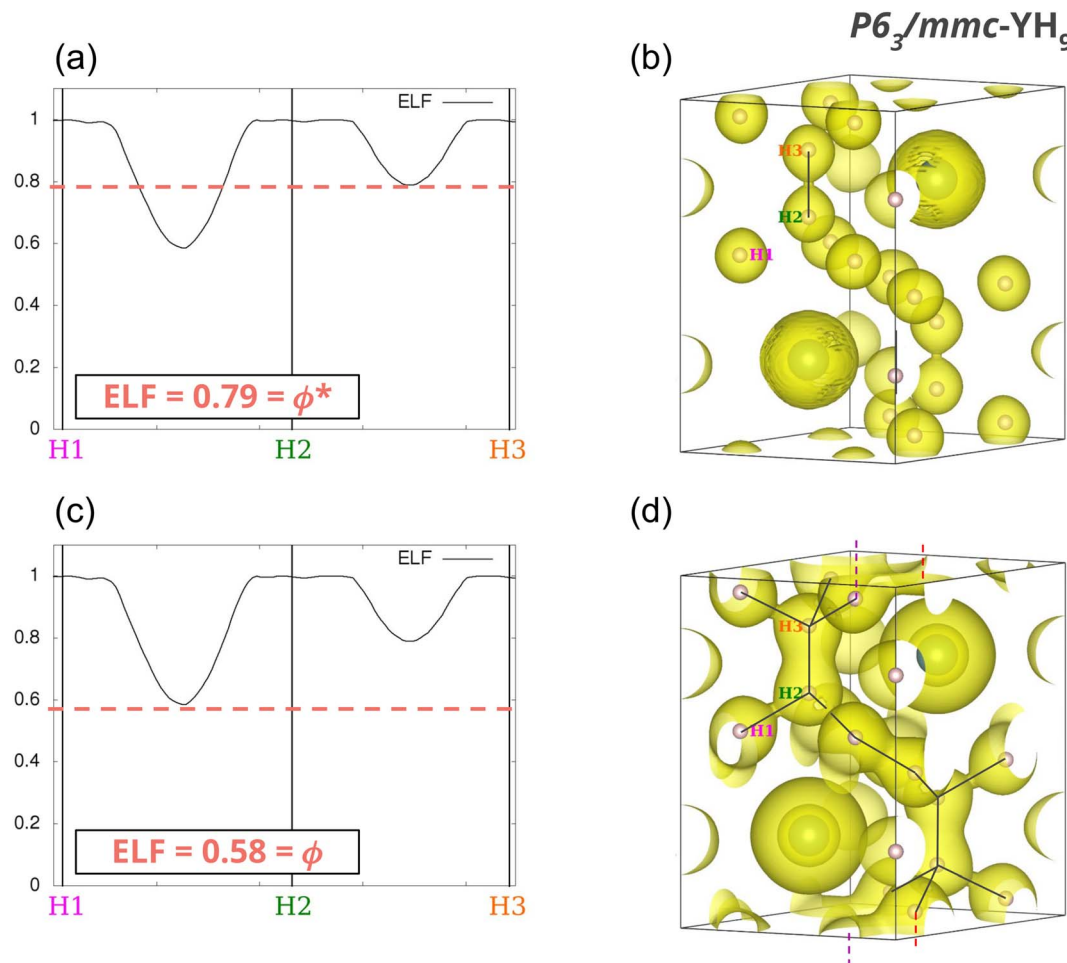 P6₃/mmc-YH₉
(a)
ELF
1
0.8
0.6
0.4
0.2
0
ELF = 0.79 = ϕ*
H1 H2 H3
(b)
H3
H2
H1
(c)
ELF
1
0.8
0.6
0.4
0.2
0
ELF = 0.58 = ϕ
H1 H2 H3
(d)
H3
H2
H1